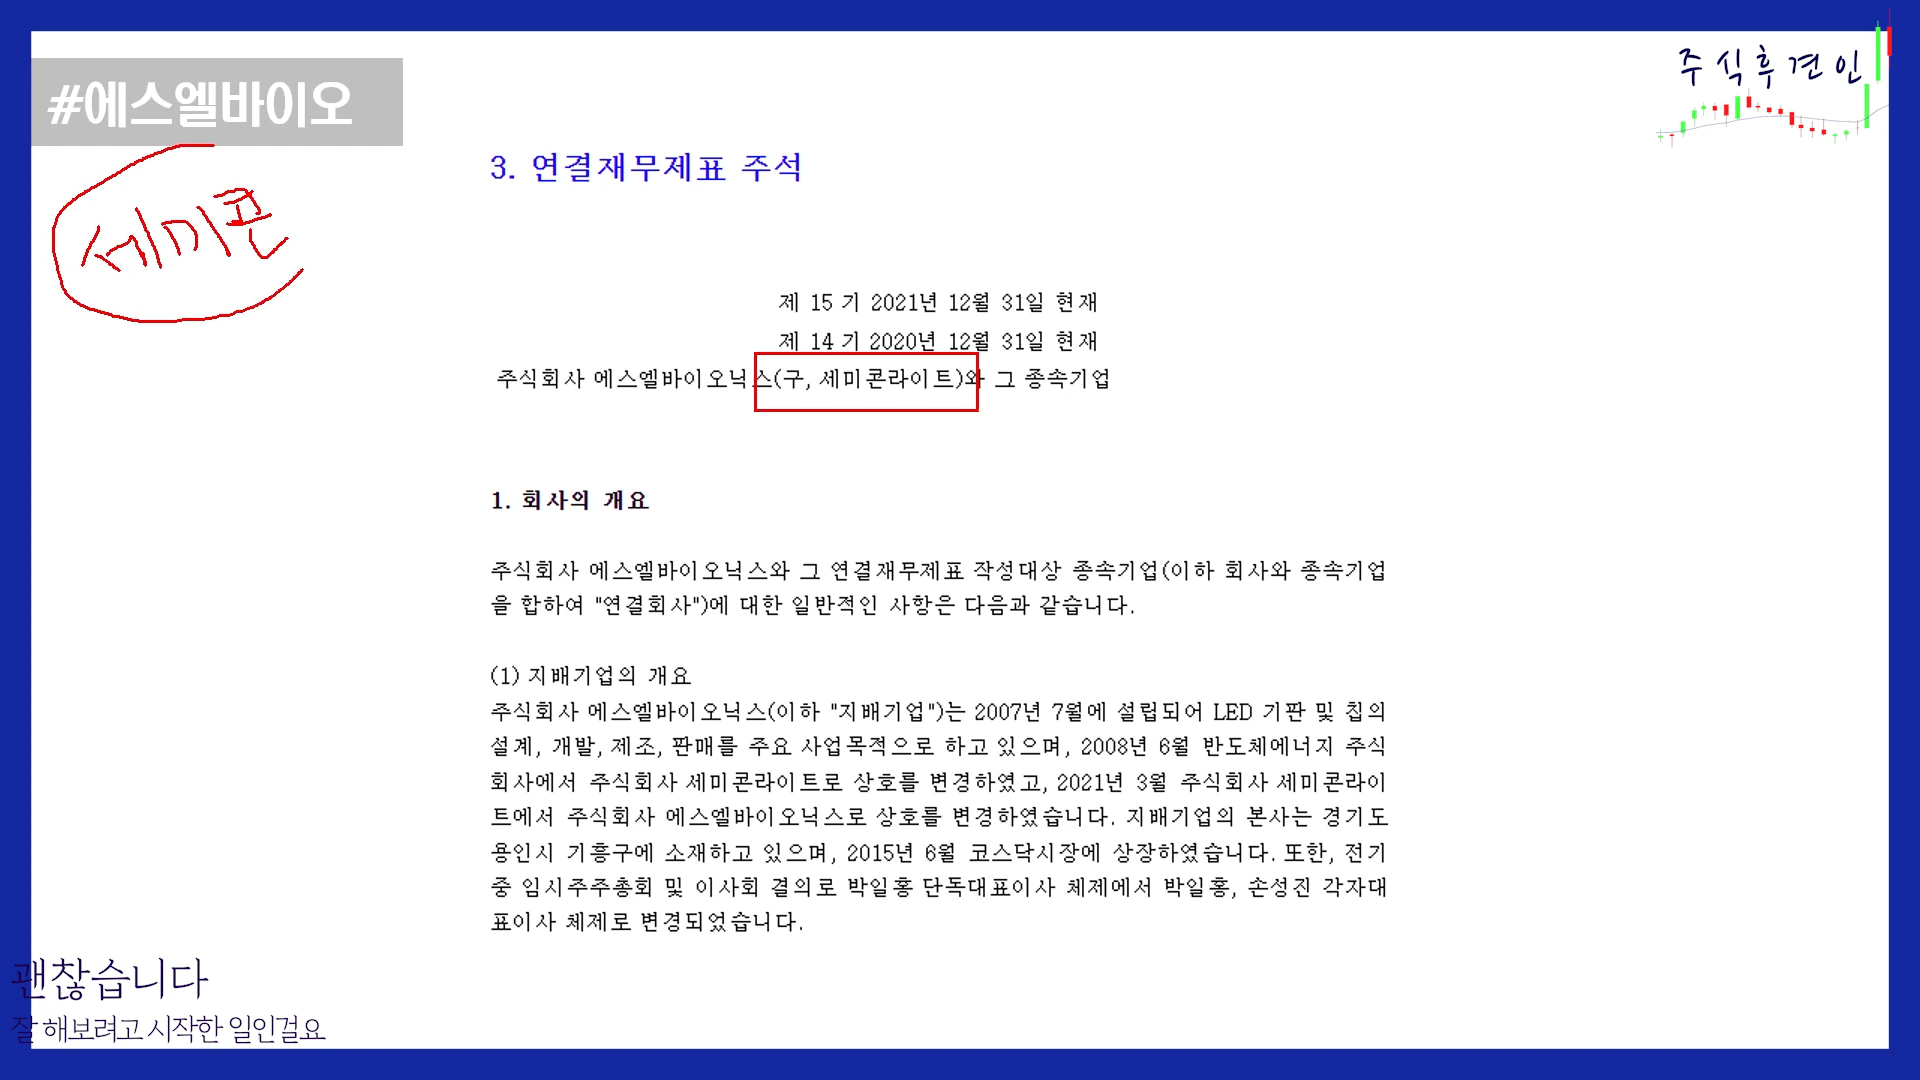 #에스엘바이오
주식후견인
세미콘
3. 연결재무제표 주석
제 15 기 2021년 12월 31일 현재
제 14 기 2020년 12월 31일 현재
주식회사 에스엘바이오닉스(구, 세미콘라이트)와 그 종속기업
1. 회사의 개요
주식회사 에스엘바이오닉스와 그 연결재무제표 작성대상 종속기업(이하 회사와 종속기업
을 합하여 "연결회사")에 대한 일반적인 사항은 다음과 같습니다.
(1) 지배기업의 개요
주식회사 에스엘바이오닉스(이하 "지배기업")는 2007년 7월에 설립되어 LED 기판 및 칩의
설계, 개발, 제조, 판매를 주요 사업목적으로 하고 있으며, 2008년 6월 반도체에너지 주식
회사에서 주식회사 세미콘라이트로 상호를 변경하였고, 2021년 3월 주식회사 세미콘라이
트에서 주식회사 에스엘바이오닉스로 상호를 변경하였습니다. 지배기업의 본사는 경기도
용인시 기흥구에 소재하고 있으며, 2015년 6월 코스닥시장에 상장하였습니다. 또한, 전기
중 임시주주총회 및 이사회 결의로 박일홍 단독대표이사 체제에서 박일홍, 손성진 각자대
표이사 체제로 변경되었습니다.
괜찮습니다
잘 해보려고 시작한 일인걸요